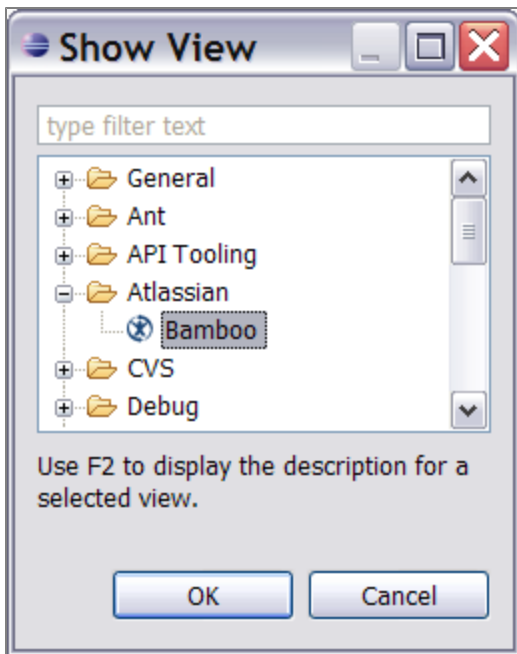 Show View
type filter text
General
Ant
API Tooling
Atlassian
Bamboo
CVS
Debug
Use F2 to display the description for a
selected view.
OK Cancel